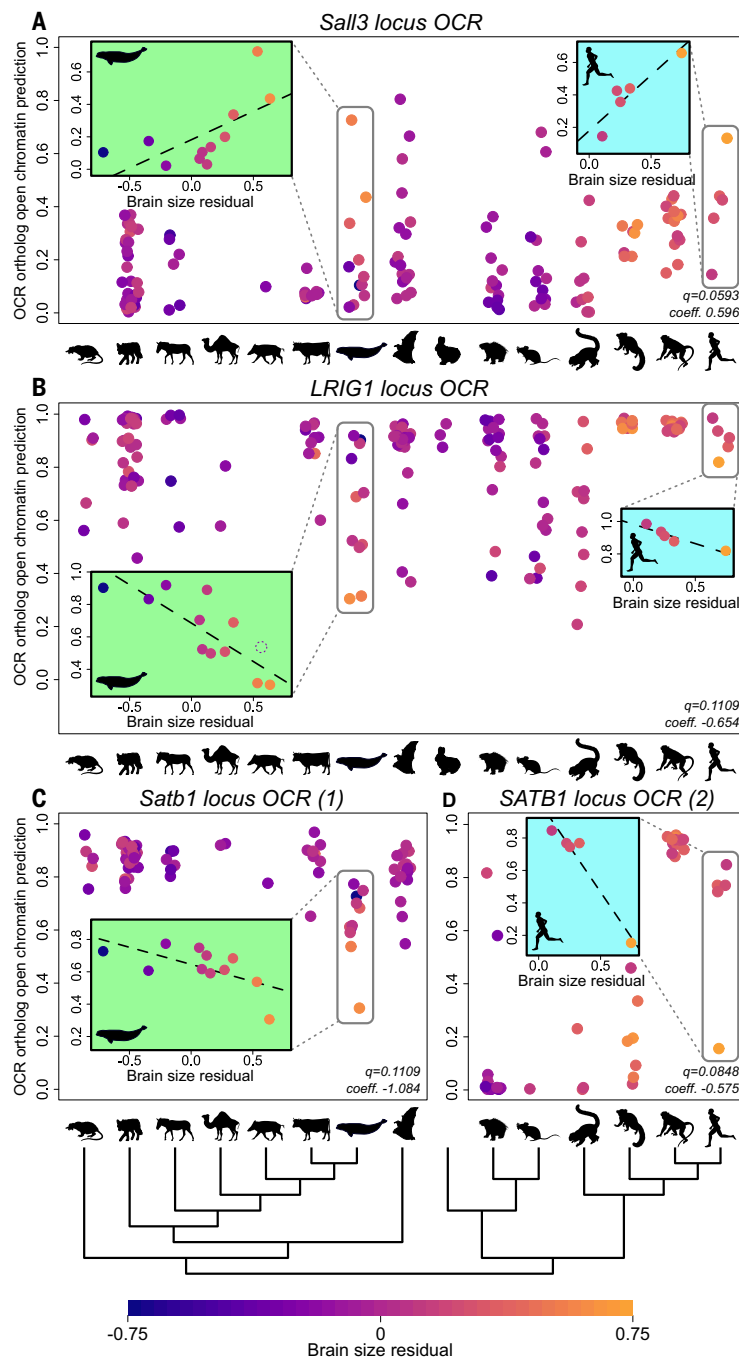 A
Sall3 locus OCR
OCR ortholog open chromatin prediction
1.0
0.8
0.6
0.4
0.2
0.0
0.6
0.4
0.2
0.0
-0.5 0.0 0.5
Brain size residual
0.6
0.4
0.2
0.0 0.4 0.8
Brain size residual
q=0.0593
coeff. 0.596
B
LRIG1 locus OCR
OCR ortholog open chromatin prediction
1.0
0.8
0.6
0.4
0.2
0.0
1.0
0.8
0.6
0.4
-0.5 0.0 0.5
Brain size residual
1.0
0.8
0.0 0.4 0.8
Brain size residual
q=0.1109
coeff. -0.654
C
Satb1 locus OCR (1)
OCR ortholog open chromatin prediction
1.0
0.8
0.6
0.4
0.2
0.0
0.8
0.6
0.4
0.2
-0.5 0.0 0.5
Brain size residual
q=0.1109
coeff. -1.084
D
SATB1 locus OCR (2)
1.0
0.8
0.6
0.4
0.2
0.0
0.8
0.6
0.4
0.2
0.0 0.4 0.8
Brain size residual
q=0.0848
coeff. -0.575
-0.75 0 0.75
Brain size residual